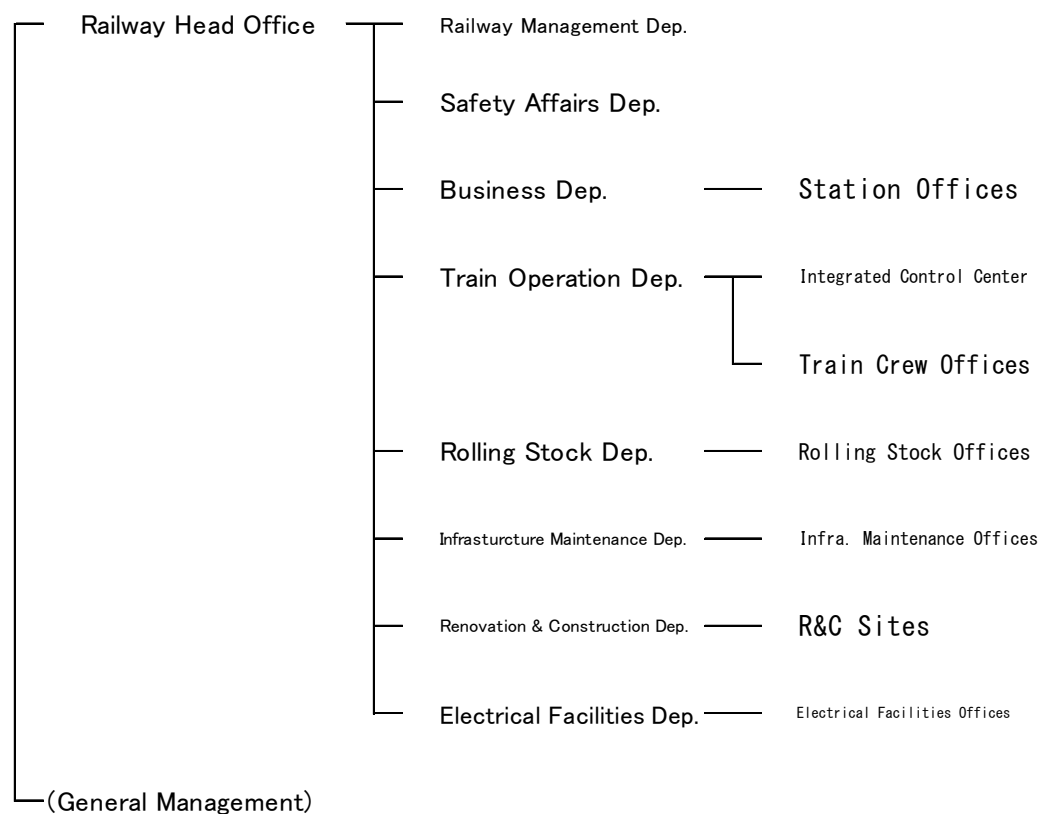 Railway Head Office
Railway Management Dep.
Safety Affairs Dep.
Business Dep.
Station Offices
Train Operation Dep.
Integrated Control Center
Train Crew Offices
Rolling Stock Dep.
Rolling Stock Offices
Infrasturcture Maintenance Dep.
Infra. Maintenance Offices
Renovation & Construction Dep.
R&C Sites
Electrical Facilities Dep.
Electrical Facilities Offices
(General Management)